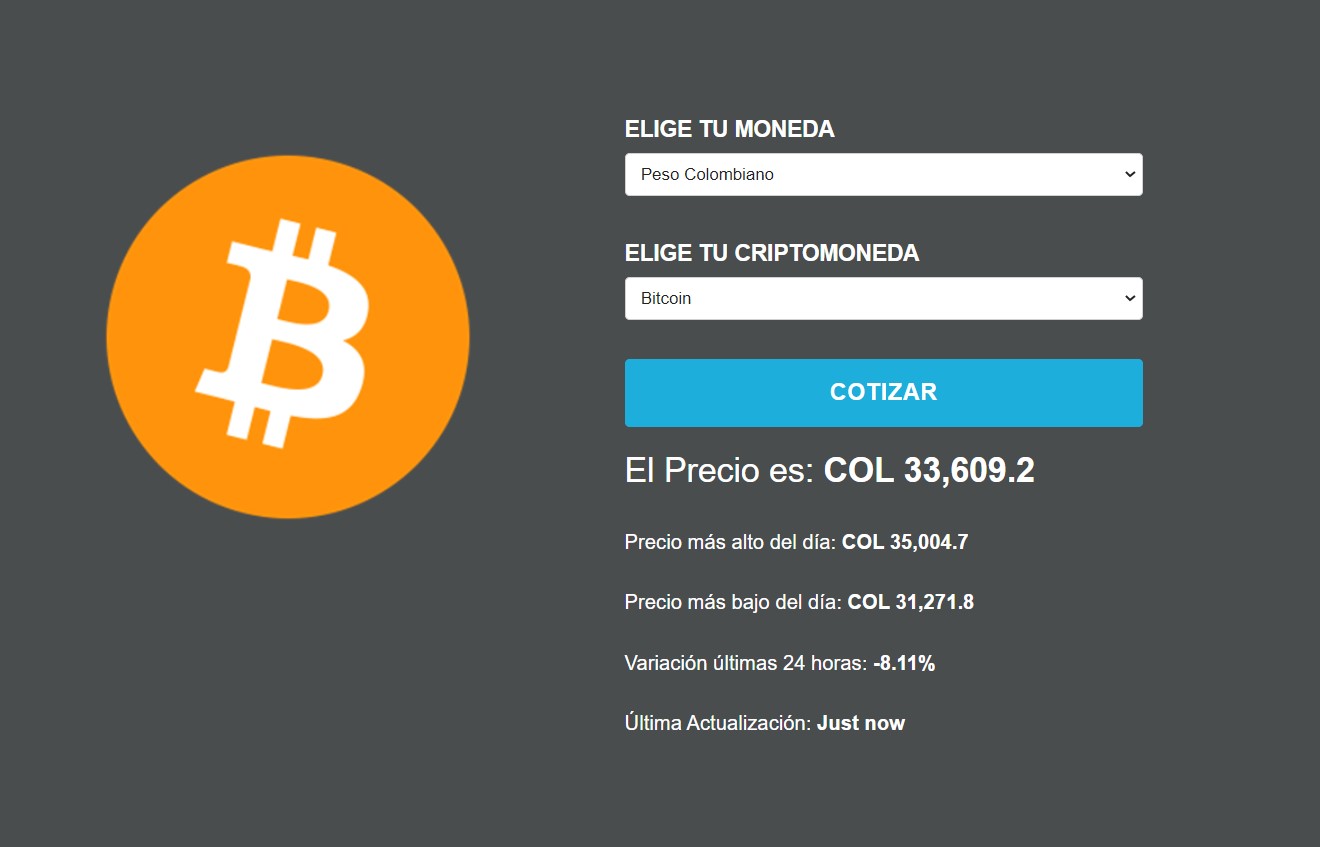 ELIGE TU MONEDA
Peso Colombiano
ELIGE TU CRIPTOMONEDA
Bitcoin
COTIZAR
El Precio es: COL 33,609.2
Precio más alto del día: COL 35,004.7
Precio más bajo del día: COL 31,271.8
Variación últimas 24 horas: -8.11%
Última Actualización: Just now